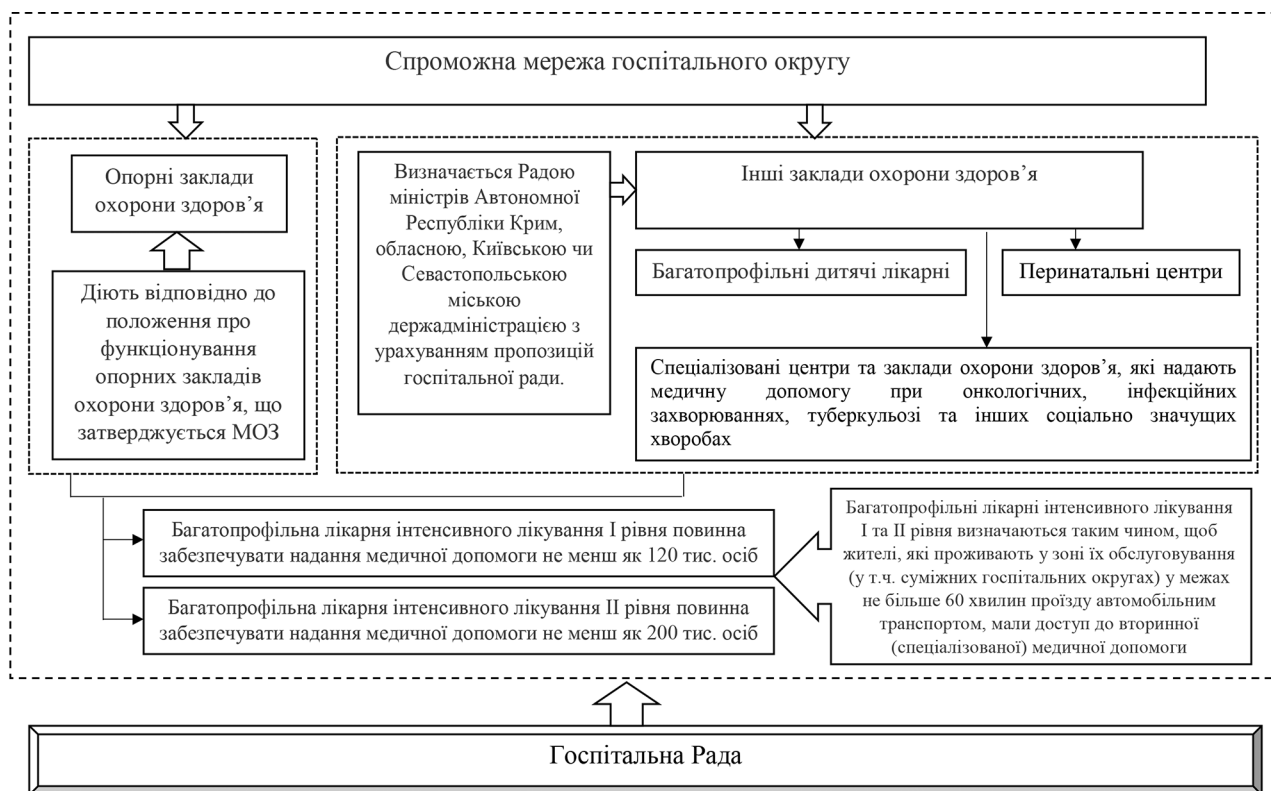 Спроможна мережа госпітального округу
Опорні заклади
охорони здоров’я
Діють відповідно до
положення про
функціонування
опорних закладів
охорони здоров’я, що
затверджується МОЗ
Визначається Радою
міністрів Автономної
Республіки Крим,
обласною, Київською чи
Севастопольською
міською
держадміністрацією з
урахуванням пропозицій
госпітальної ради.
Інші заклади охорони здоров’я
Багатопрофільні дитячі лікарні
Перинатальні центри
Спеціалізовані центри та заклади охорони здоров’я, які надають
медичну допомогу при онкологічних, інфекційних
захворюваннях, туберкульозі та інших соціально значущих
хворобах
Багатопрофільна лікарня інтенсивного лікування І рівня повинна
забезпечувати надання медичної допомоги не менш як 120 тис. осіб
Багатопрофільна лікарня інтенсивного лікування ІІ рівня повинна
забезпечувати надання медичної допомоги не менш як 200 тис. осіб
Багатопрофільні лікарні інтенсивного лікування
І та ІІ рівня визначаються таким чином, щоб
жителі, які проживають у зоні їх обслуговування
(у т.ч. суміжних госпітальних округах) у межах
не більше 60 хвилин проїзду автомобільним
транспортом, мали доступ до вторинної
(спеціалізованої) медичної допомоги
Госпітальна Рада